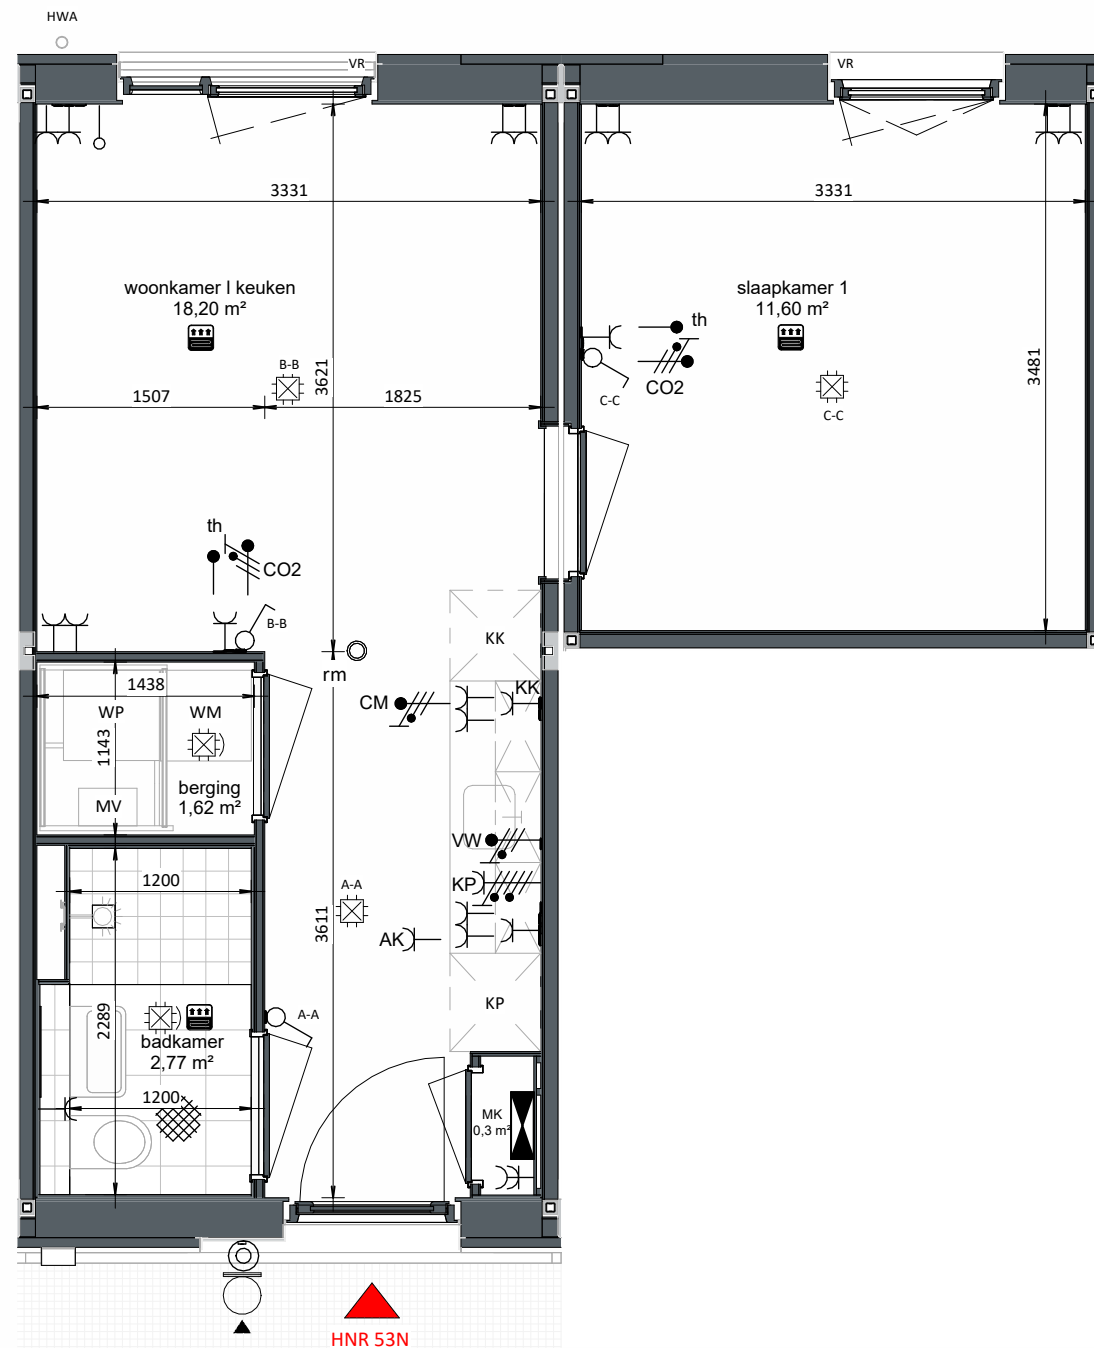 HWA
VR
VR
3331
3331
woonkamer I keuken
18,20 m²
slaapkamer 1
11,60 m²
th
CO2
B-B
3621
3481
1507
1825
C-C
C-C
th
CO2
B-B
KK
rm
1438
CM
KK
WP
WM
1143
berging
1,62 m²
MV
VW
1200
A-A
KP
3611
AK
KP
2289
A-A
badkamer
2,77 m²
1200
MK
0,3 m²
HNR 53N